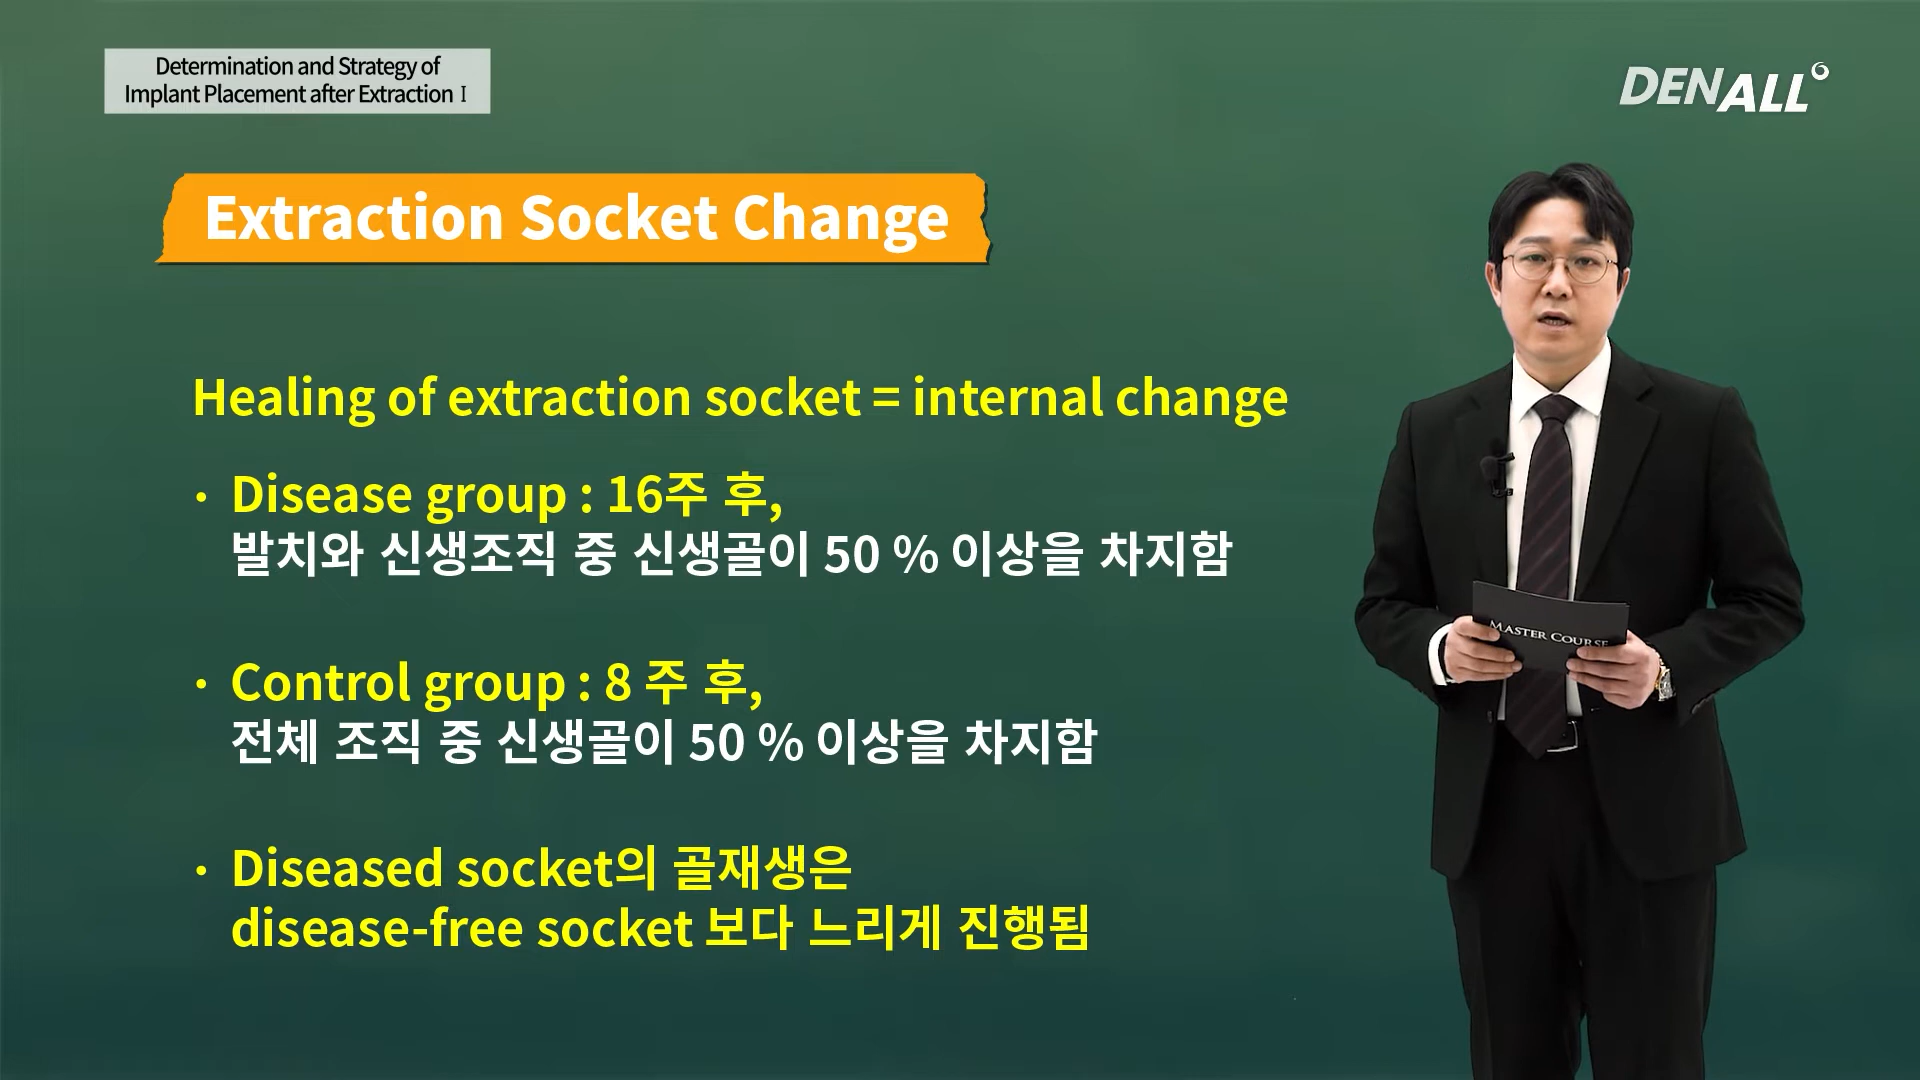 Determination and Strategy of
Implant Placement after Extraction Ⅰ
DENALL
Extraction Socket Change
Healing of extraction socket = internal change
· Disease group : 16주 후,
발치와 신생조직 중 신생골이 50 % 이상을 차지함
· Control group : 8 주 후,
전체 조직 중 신생골이 50 % 이상을 차지함
· Diseased socket의 골재생은
disease-free socket 보다 느리게 진행됨
MASTER COURSE